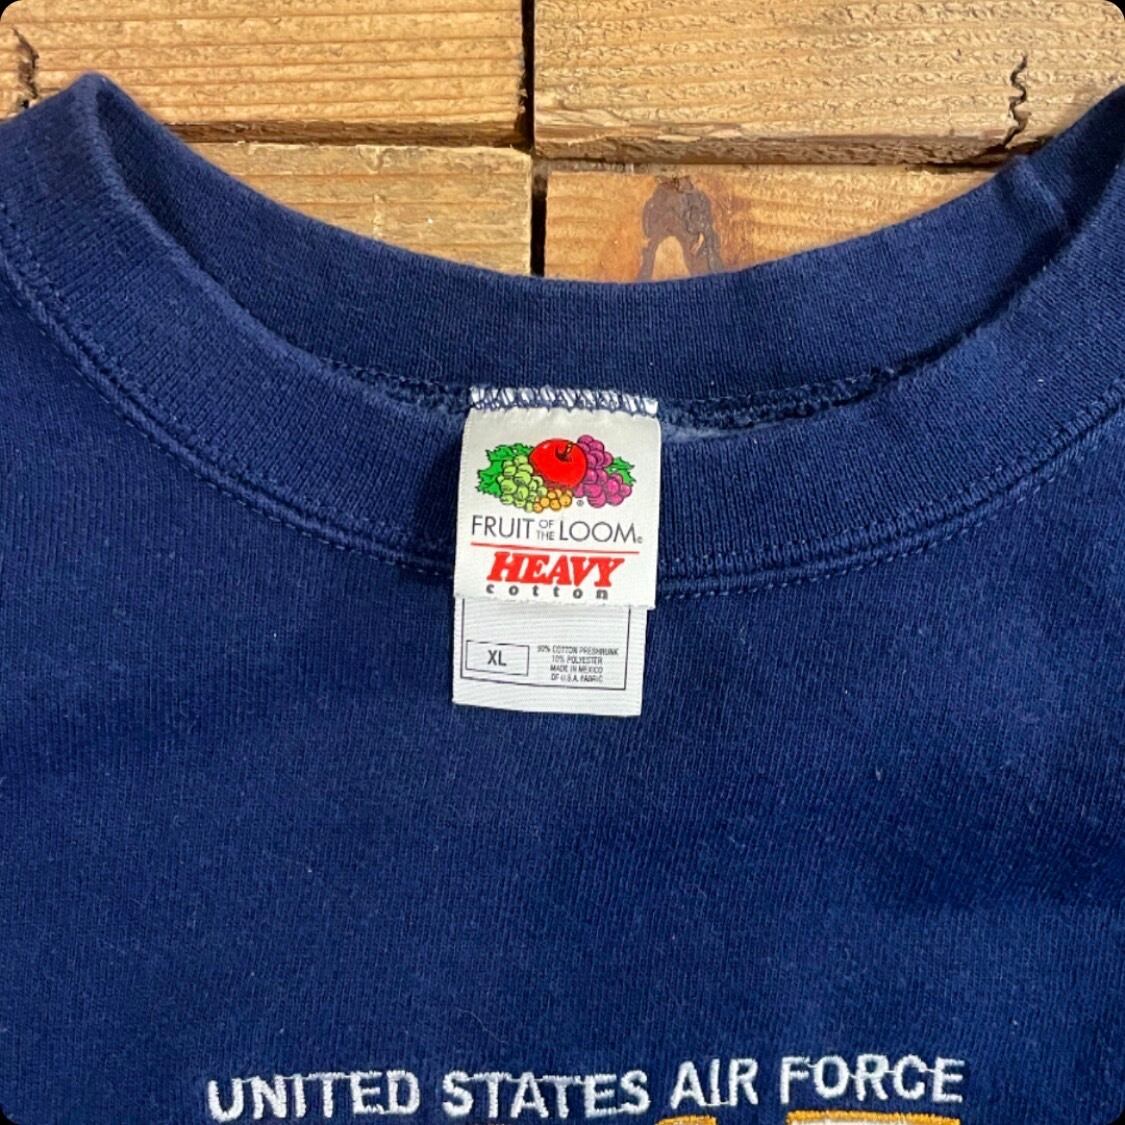 FRUIT OF THE LOOM®
HEAVY
cotton
XL
90% COTTON PRESHRUNK
10% POLYESTER
MADE IN MEXICO
OF U.S.A. FABRIC
UNITED STATES AIR FORCE